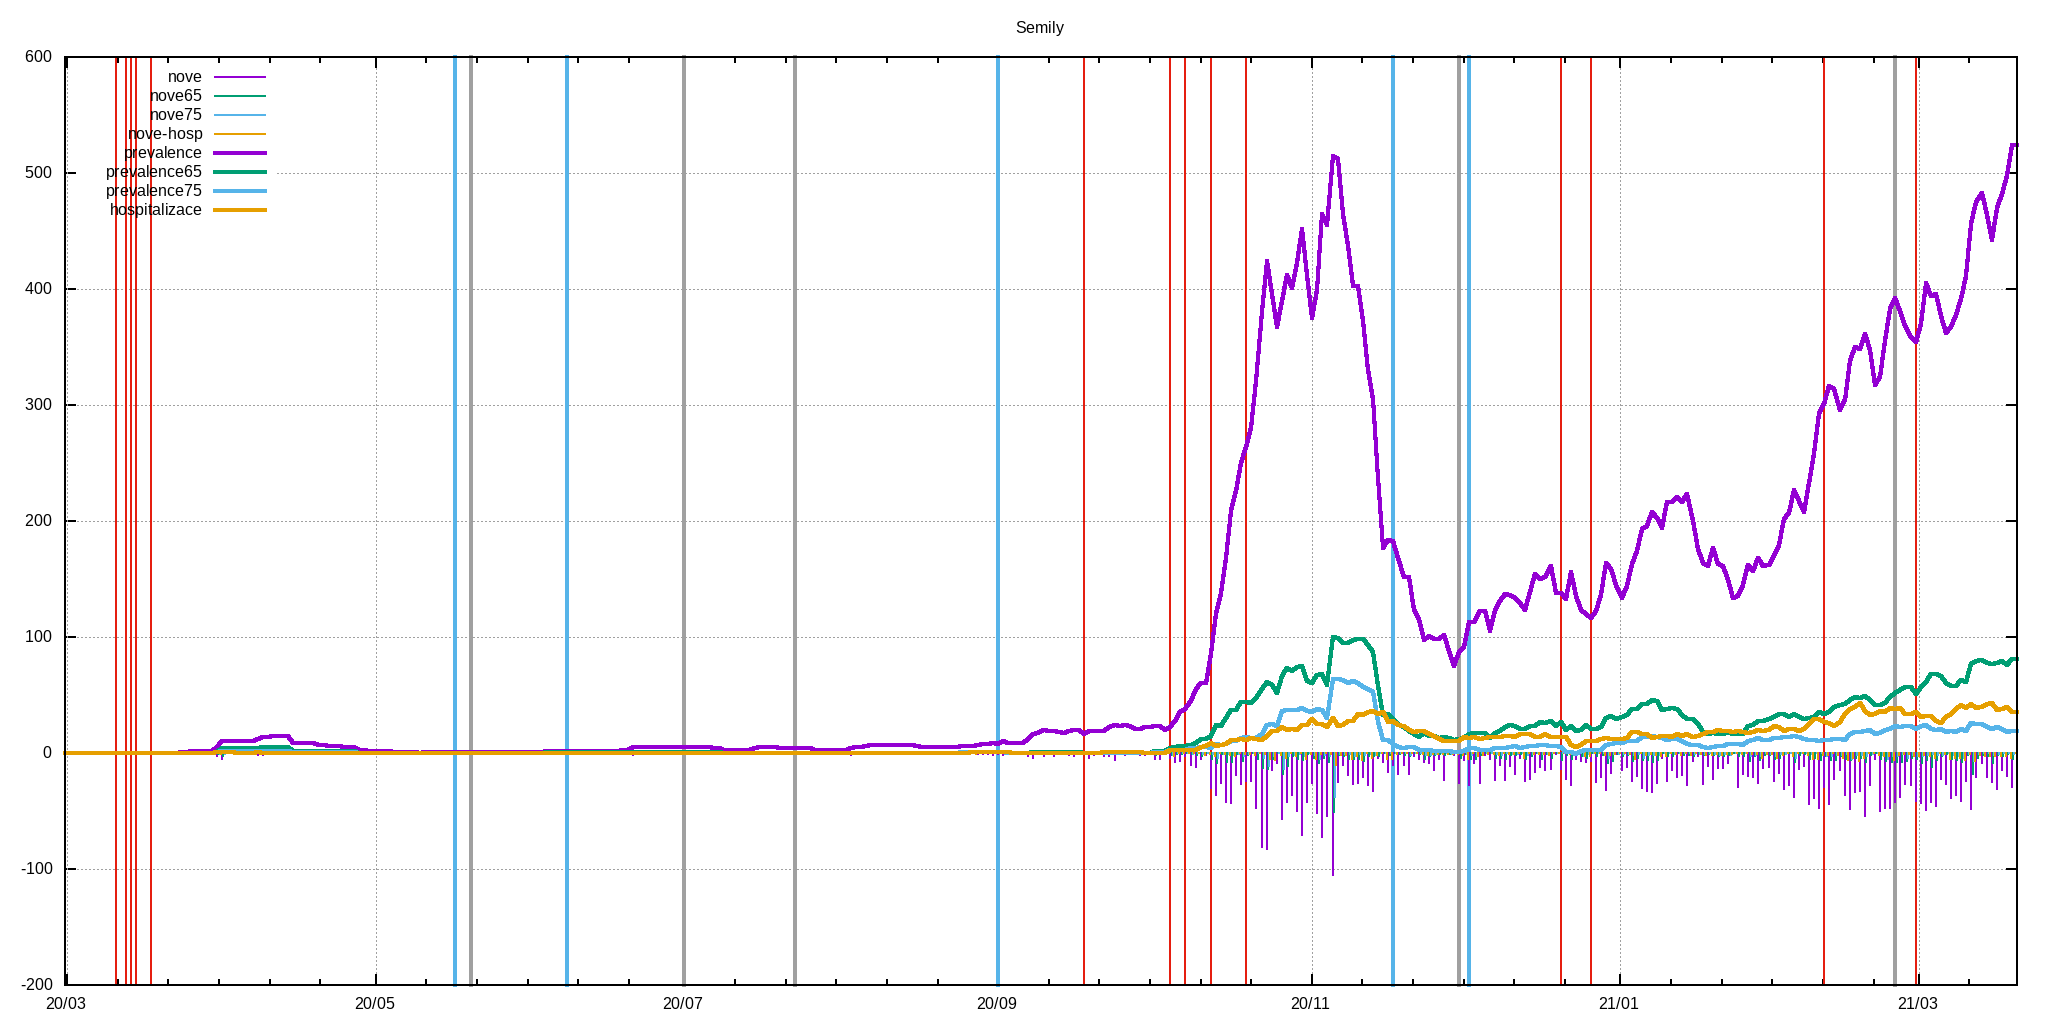 Semily
600
500
400
300
200
100
0
-100
-200
nove
nove65
nove75
nove-hosp
prevalence
prevalence65
prevalence75
hospitalizace
20/03 20/05 20/07 20/09 20/11 21/01 21/03